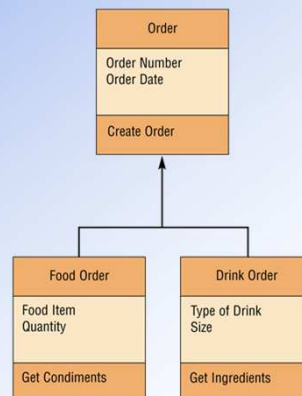 Order
Order Number
Order Date
Create Order
Food Order
Food Item
Quantity
Get Condiments
Drink Order
Type of Drink
Size
Get Ingredients